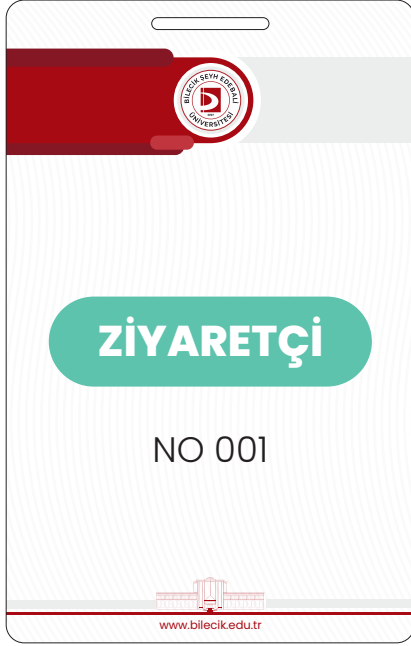 BİLECİK ŞEYH EDEBALİ
ÜNİVERSİTESİ
ZİYARETÇİ
NO 001
www.bilecik.edu.tr